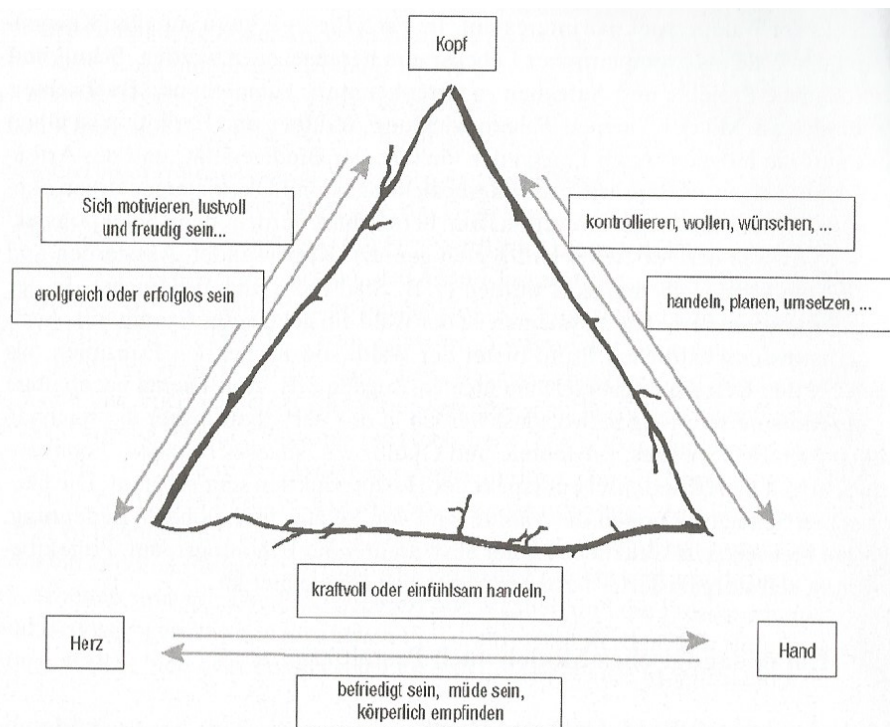 Kopf
Sich motivieren, lustvoll
und freudig sein...
kontrollieren, wollen, wünschen, ...
erolgreich oder erfolglos sein
handeln, planen, umsetzen, ...
kraftvoll oder einfühlsam handeln,
Herz
Hand
befriedigt sein, müde sein,
körperlich empfinden